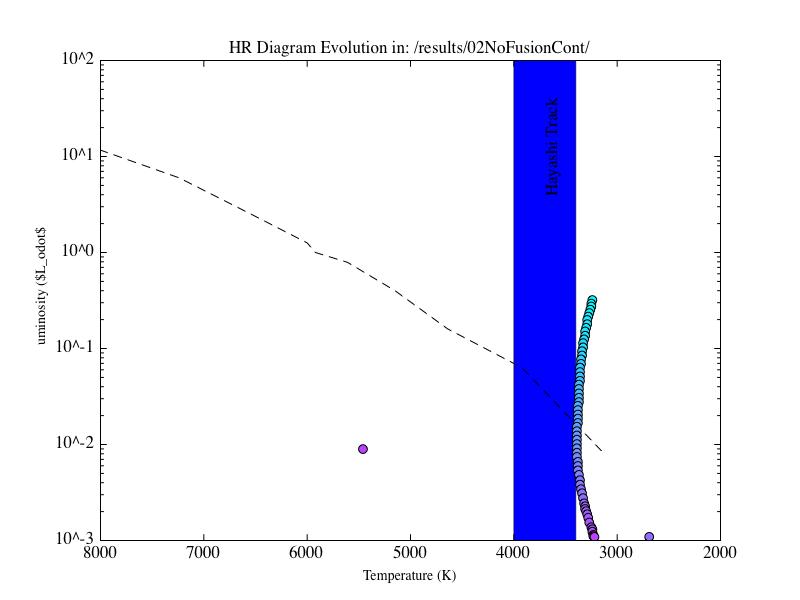 HR Diagram Evolution in: /results/02NoFusionCont/
10^2
10^1
10^0
10^-1
10^-2
10^-3
uminosity ($L_odot$
Hayashi Track
8000 7000 6000 5000 4000 3000 2000
Temperature (K)